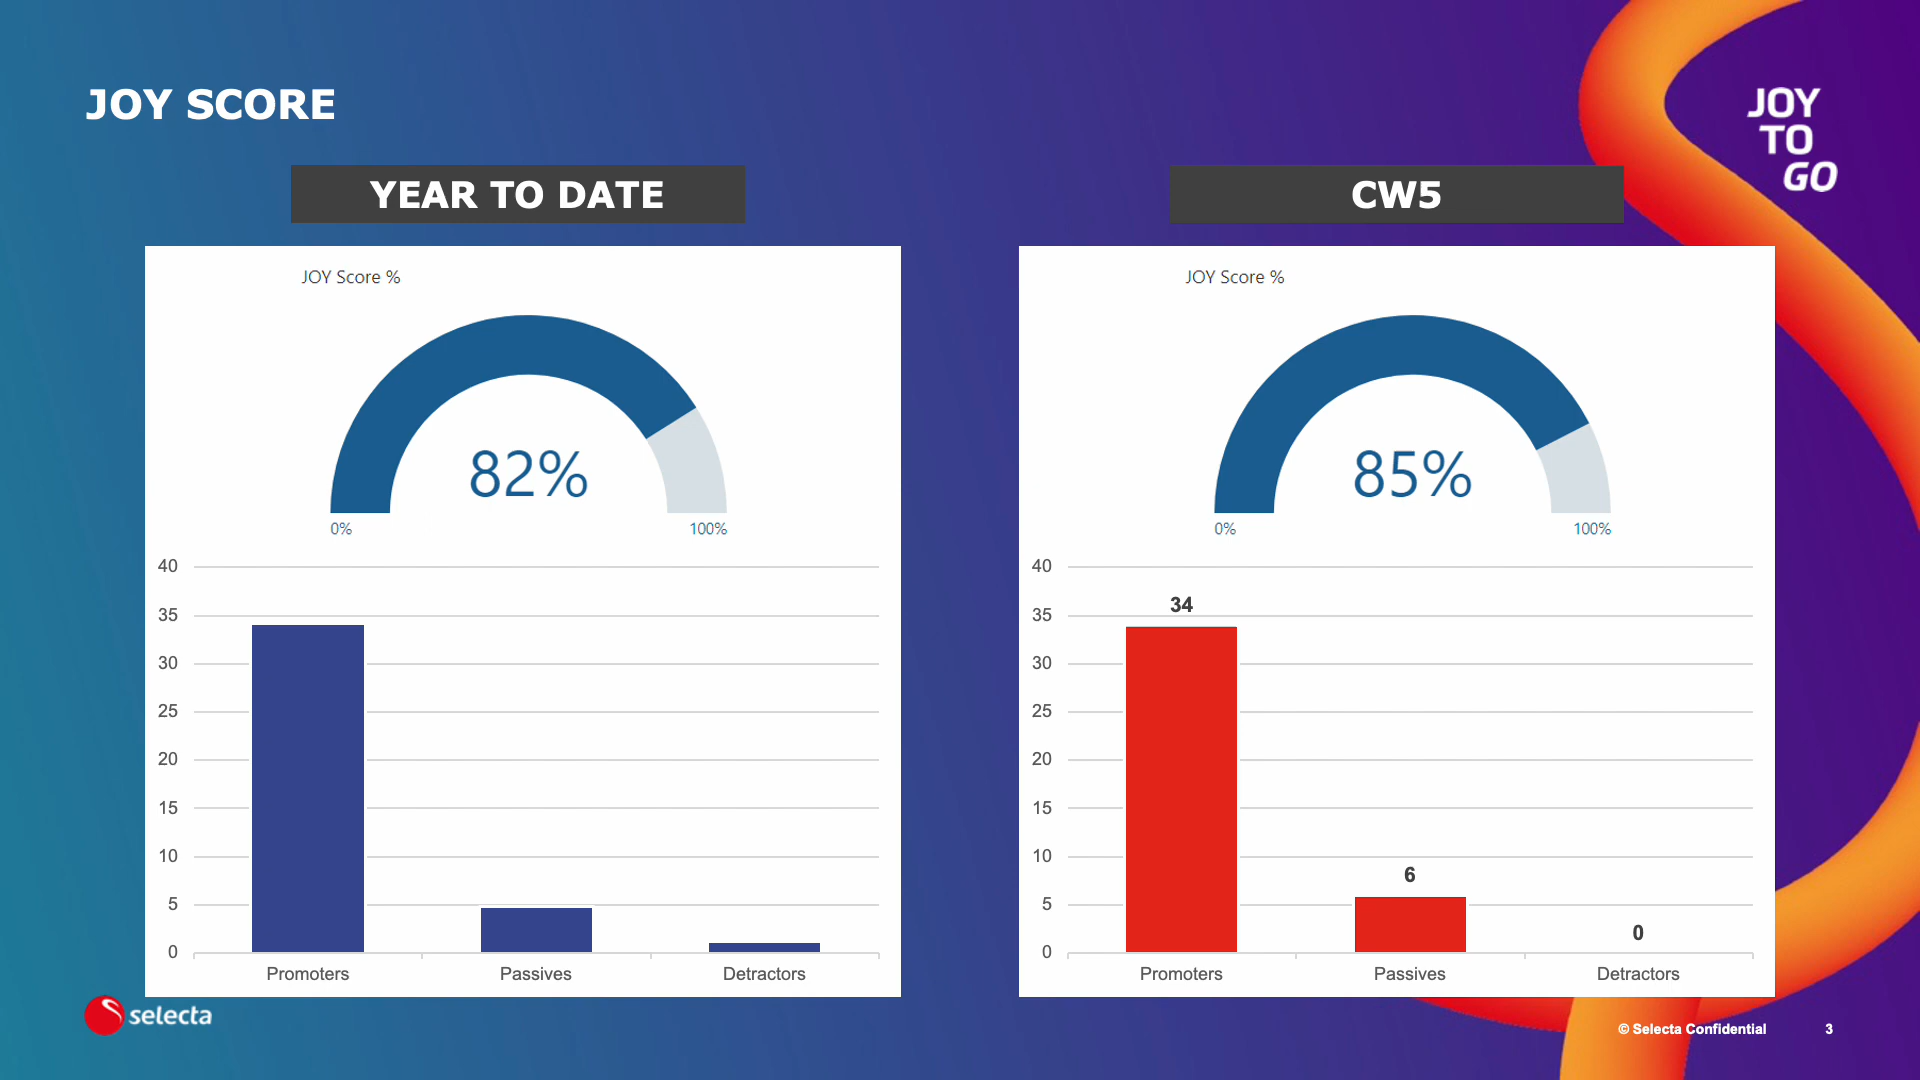 JOY SCORE
JOY
TO
GO
YEAR TO DATE
JOY Score %
82%
0%
100%
40
35
30
25
20
15
10
5
0
Promoters
Passives
Detractors
CW5
JOY Score %
85%
0%
100%
40
35
30
25
20
15
10
5
0
34
6
0
Promoters
Passives
Detractors
selecta
© Selecta Confidential
3